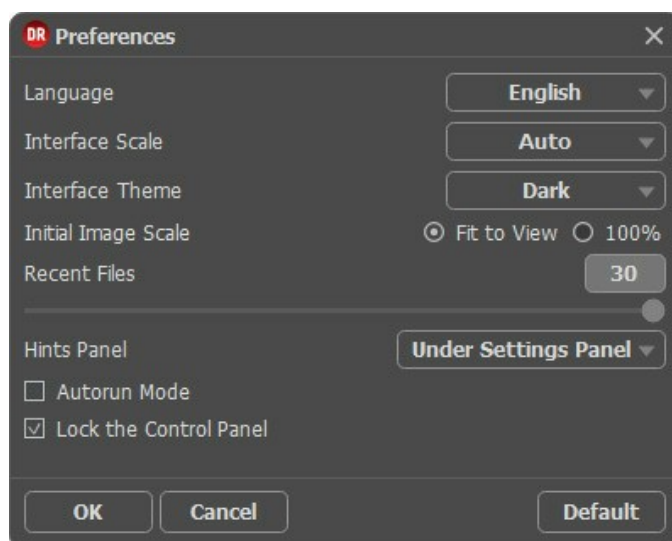 DR Preferences
Language English
Interface Scale Auto
Interface Theme Dark
Initial Image Scale Fit to View 100%
Recent Files 30
Hints Panel Under Settings Panel
Autorun Mode
Lock the Control Panel
OK Cancel Default